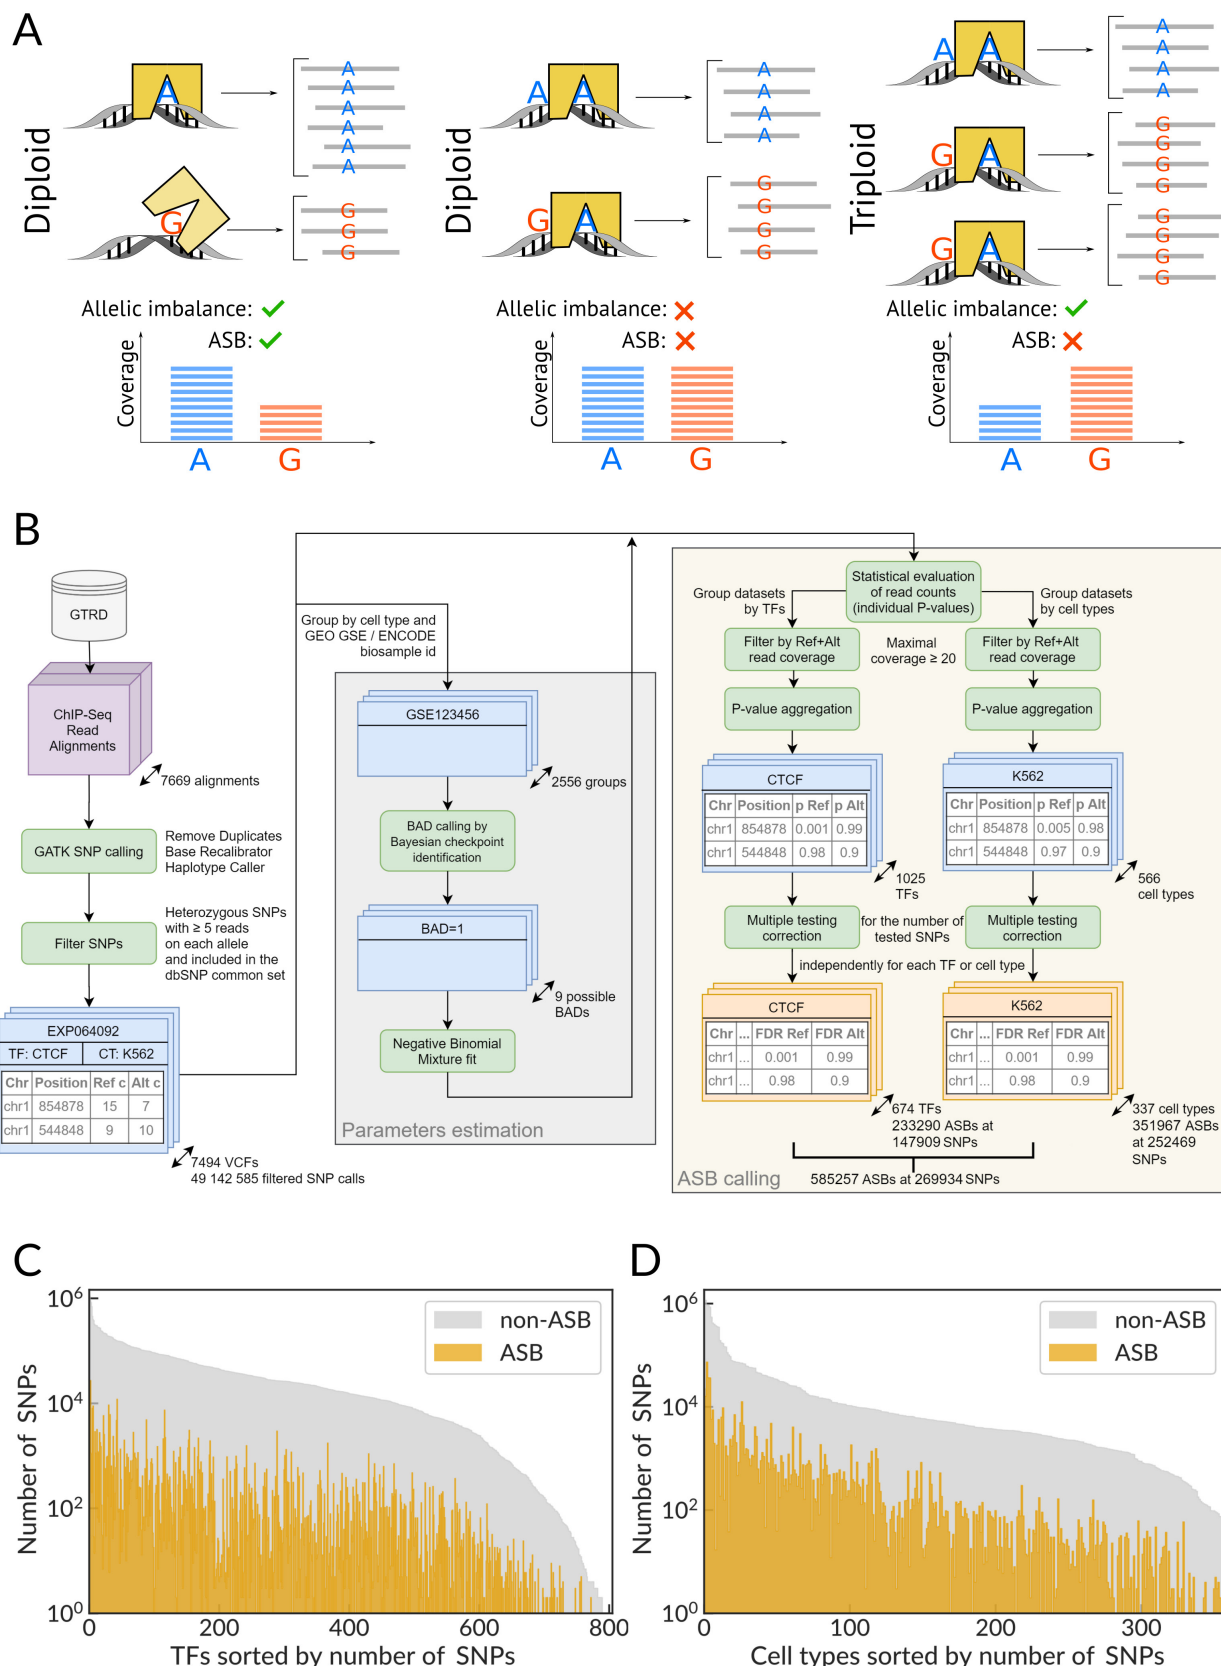 A
Diploid
A
A
A
A
A
A
A
G
G
G
G
Allelic imbalance: ✓
ASB: ✓
Coverage
A G
Diploid
A A
A
A
A
A
G A
G
G
G
G
Allelic imbalance: ✗
ASB: ✗
Coverage
A G
Triploid
A A
A
A
A
A
G A
G
G
G
G
G A
G
G
G
G
Allelic imbalance: ✓
ASB: ✗
Coverage
A G
B
GTRD
ChIP-Seq
Read
Alignments
7669 alignments
GATK SNP calling
Remove Duplicates
Base Recalibrator
Haplotype Caller
Filter SNPs
Heterozygous SNPs
with ≥ 5 reads
on each allele
and included in the
dbSNP common set
EXP064092
TF: CTCF CT: K562
Chr Position Ref c Alt c
chr1 854878 15 7
chr1 544848 9 10
7494 VCFs
49 142 585 filtered SNP calls
Group by cell type and
GEO GSE / ENCODE
biosample id
GSE123456
2556 groups
BAD calling by
Bayesian checkpoint
identification
BAD=1
9 possible
BADs
Negative Binomial
Mixture fit
Parameters estimation
Statistical evaluation
of read counts
(individual P-values)
Group datasets
by TFs
Group datasets
by cell types
Filter by Ref+Alt
read coverage
Maximal
coverage ≥ 20
Filter by Ref+Alt
read coverage
P-value aggregation
P-value aggregation
CTCF
Chr Position p Ref p Alt
chr1 854878 0.001 0.99
chr1 544848 0.98 0.9
1025
TFs
K562
Chr Position p Ref p Alt
chr1 854878 0.005 0.98
chr1 544848 0.97 0.9
566
cell types
Multiple testing
correction
for the number of
tested SNPs
Multiple testing
correction
independently for each TF or cell type
CTCF
Chr ... FDR Ref FDR Alt
chr1 ... 0.001 0.99
chr1 ... 0.98 0.9
674 TFs
233290 ASBs at
147909 SNPs
K562
Chr ... FDR Ref FDR Alt
chr1 ... 0.001 0.99
chr1 ... 0.98 0.9
337 cell types
351967 ASBs
at 252469
SNPs
585257 ASBs at 269934 SNPs
ASB calling
C
Number of SNPs
10⁶
10⁴
10²
10⁰
non-ASB
ASB
0 200 400 600 800
TFs sorted by number of SNPs
D
Number of SNPs
10⁶
10⁴
10²
10⁰
non-ASB
ASB
0 100 200 300
Cell types sorted by number of SNPs